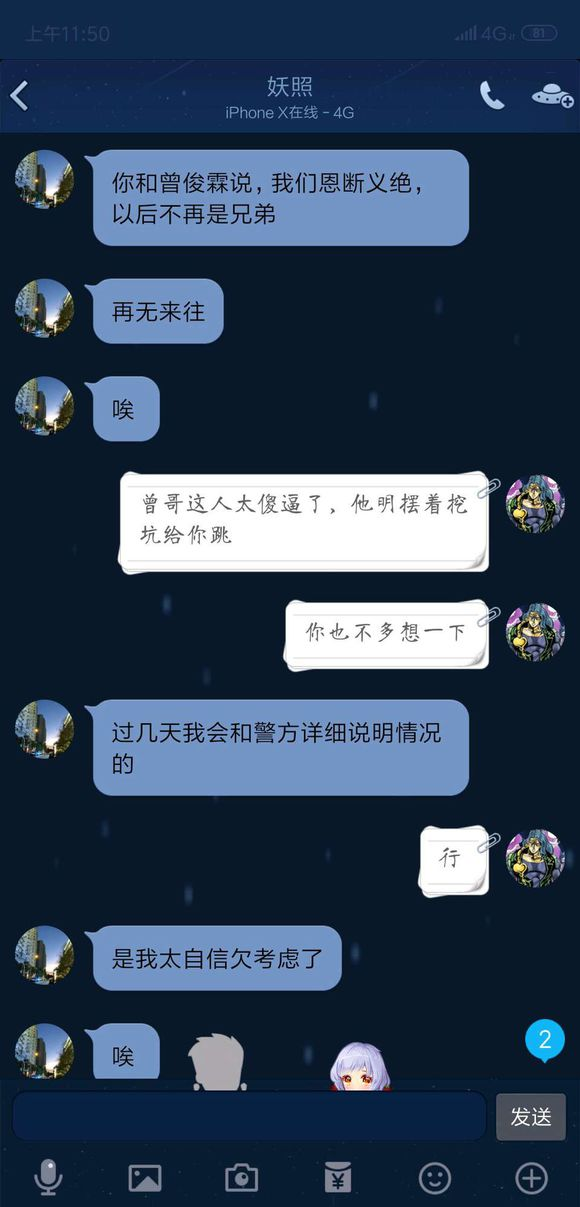 上午11:50
4G
81
妖照
iPhone X在线 - 4G
你和曾俊霖说，我们恩断义绝，
以后不再是兄弟
再无来往
唉
曾哥这人太傻逼了，他明摆着挖
坑给你跳
你也不多想一下
过几天我会和警方详细说明情况
的
行
是我太自信欠考虑了
唉
2
发送